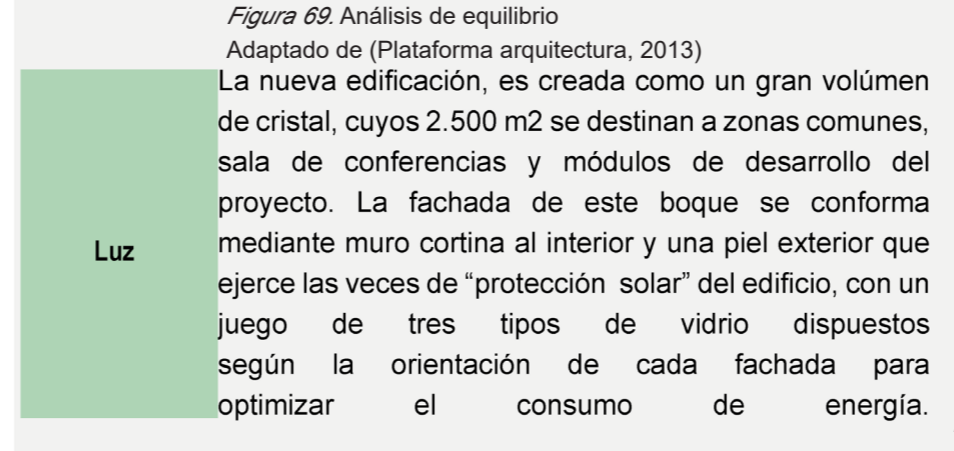 Figura 69. Análisis de equilibrio
Adaptado de (Plataforma arquitectura, 2013)
Luz
La nueva edificación, es creada como un gran volúmen
de cristal, cuyos 2.500 m2 se destinan a zonas comunes,
sala de conferencias y módulos de desarrollo del
proyecto. La fachada de este boque se conforma
mediante muro cortina al interior y una piel exterior que
ejerce las veces de “protección solar” del edificio, con un
juego de tres tipos de vidrio dispuestos
según la orientación de cada fachada para
optimizar el consumo de energía.